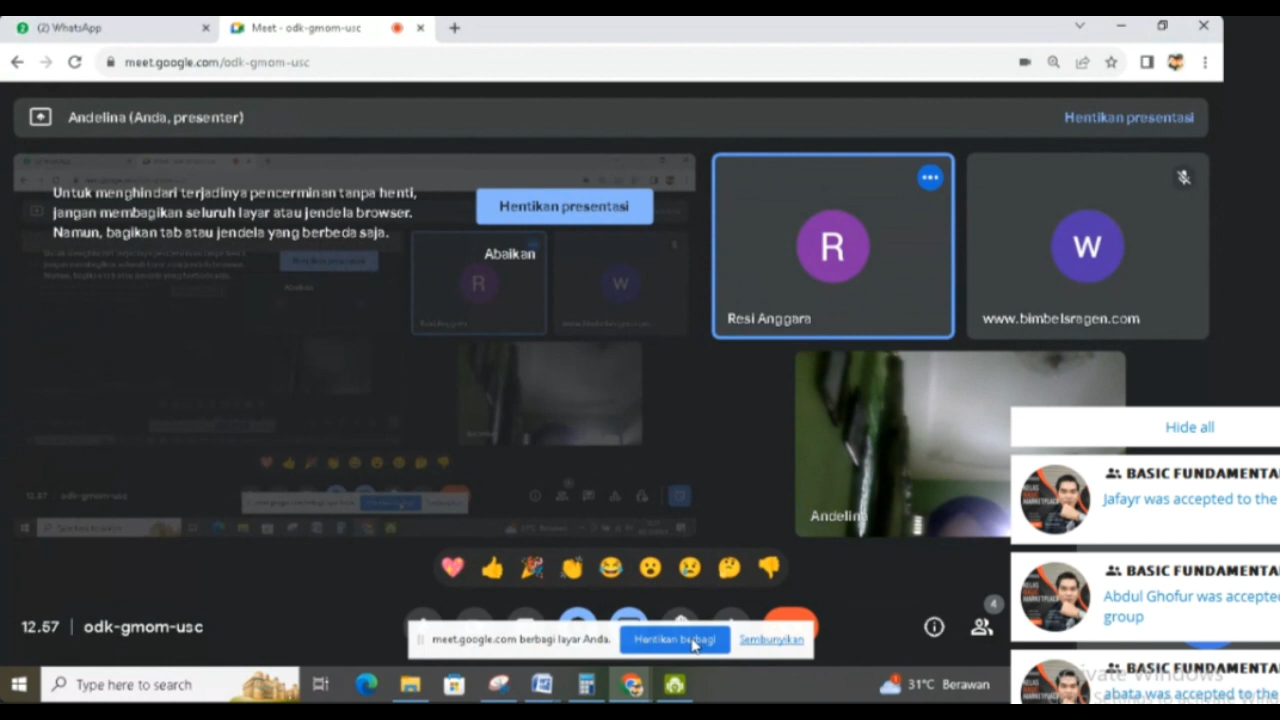 (2) WhatsApp
Meet - odk-gmom-usc
meet.google.com/odk-gmom-usc
Andelina (Anda, presenter)
Hentikan presentasi
Untuk menghindari terjadinya pencerminan tanpa henti,
jangan membagikan seluruh layar atau jendela browser.
Namun, bagikan tab atau jendela yang berbeda saja.
Hentikan presentasi
Abaikan
R
Resi Anggara
W
www.bimbelsragen.com
Andelina
Hide all
BASIC FUNDAMENTA
Jafayr was accepted to the
BASIC FUNDAMENTA
Abdul Ghofur was accepted
group
BASIC FUNDAMENTA
abata was accepted to the
12.57 | odk-gmom-usc
4
meet.google.com berbagi layar Anda.
Hentikan berbagi
Sembunyikan
Type here to search
31°C Berawan